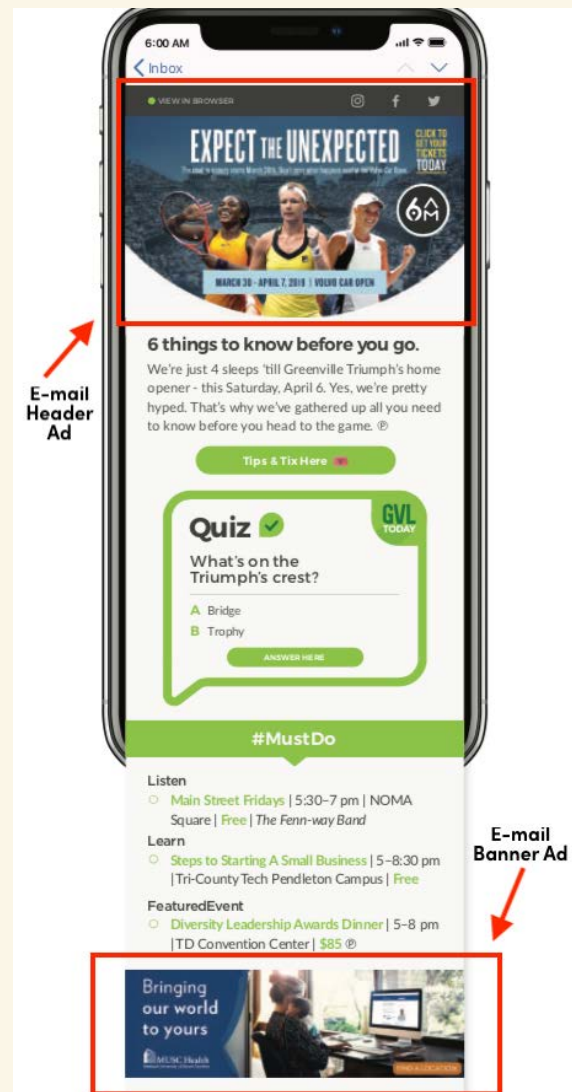 6:00 AM
Inbox
VIEW IN BROWSER
EXPECT THE UNEXPECTED
CLICK TO
GET YOUR
TICKETS
TODAY
6AM
MARCH 30 - APRIL 7, 2019 | VOLVO CAR OPEN
E-mail
Header
Ad
6 things to know before you go.
We're just 4 sleeps 'till Greenville Triumph's home
opener - this Saturday, April 6. Yes, we're pretty
hyped. That's why we've gathered up all you need
to know before you head to the game. ℗
Tips & Tix Here
Quiz
GVL
TODAY
What's on the
Triumph's crest?
A Bridge
B Trophy
ANSWER HERE
#MustDo
Listen
Main Street Fridays | 5:30–7 pm | NOMA
Square | Free | The Fenn-way Band
Learn
Steps to Starting A Small Business | 5–8:30 pm
| Tri-County Tech Pendleton Campus | Free
FeaturedEvent
Diversity Leadership Awards Dinner | 5–8 pm
| TD Convention Center | $85 ℗
E-mail
Banner Ad
Bringing
our world
to yours
MUSC Health
FIND A LOCATION